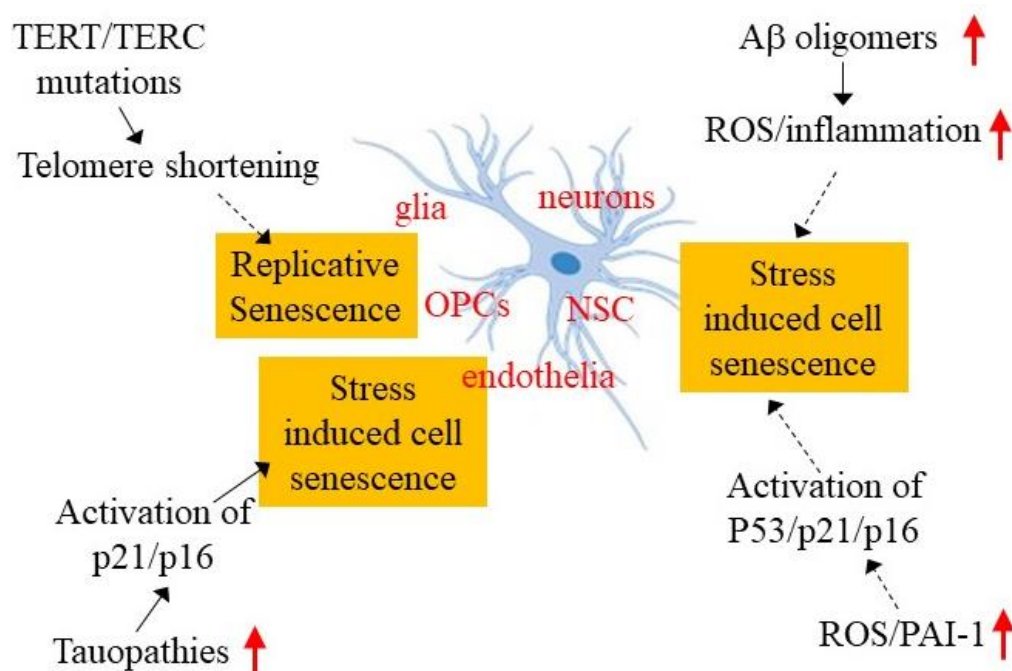 TERT/TERC
mutations
Telomere shortening
Replicative
Senescence
Aβ oligomers
ROS/inflammation
glia
neurons
OPCs
NSC
endothelia
Stress
induced cell
senescence
Stress
induced cell
senescence
Activation of
p21/p16
Tauopathies
Activation of
P53/p21/p16
ROS/PAI-1